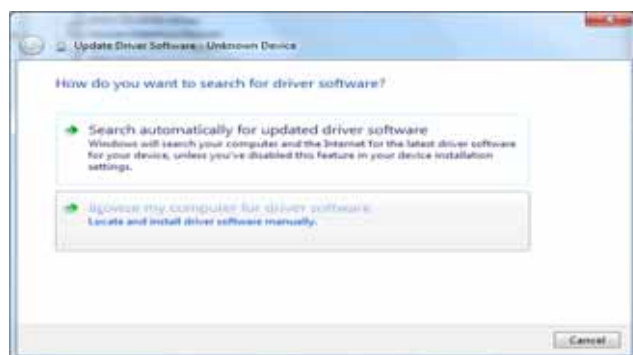 Update Driver Software - Unknown Device
How do you want to search for driver software?
Search automatically for updated driver software
Windows will search your computer and the Internet for the latest driver software
for your device, unless you've disabled this feature in your device installation
settings.
Browse my computer for driver software
Locate and install driver software manually.
Cancel